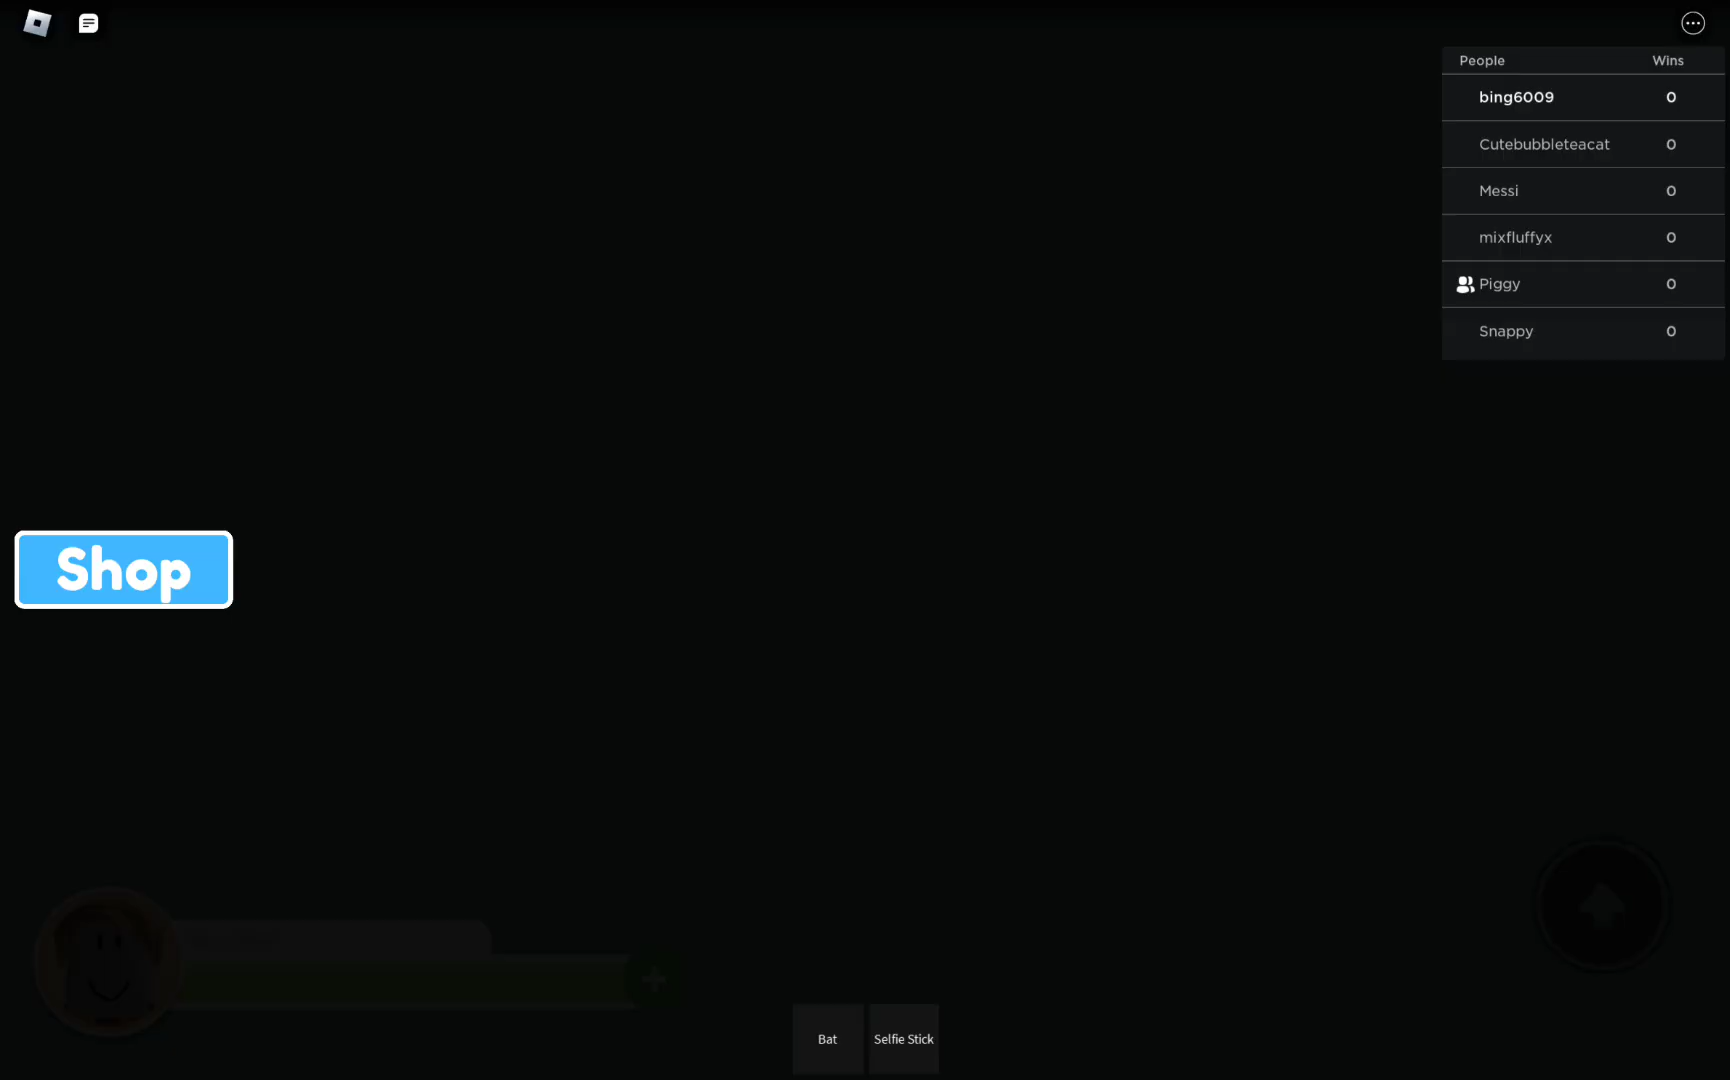 People Wins
bing6009 0
Cutebubbleteacat 0
Messi 0
mixfluffyx 0
Piggy 0
Snappy 0
Shop
+
Bat
Selfie Stick